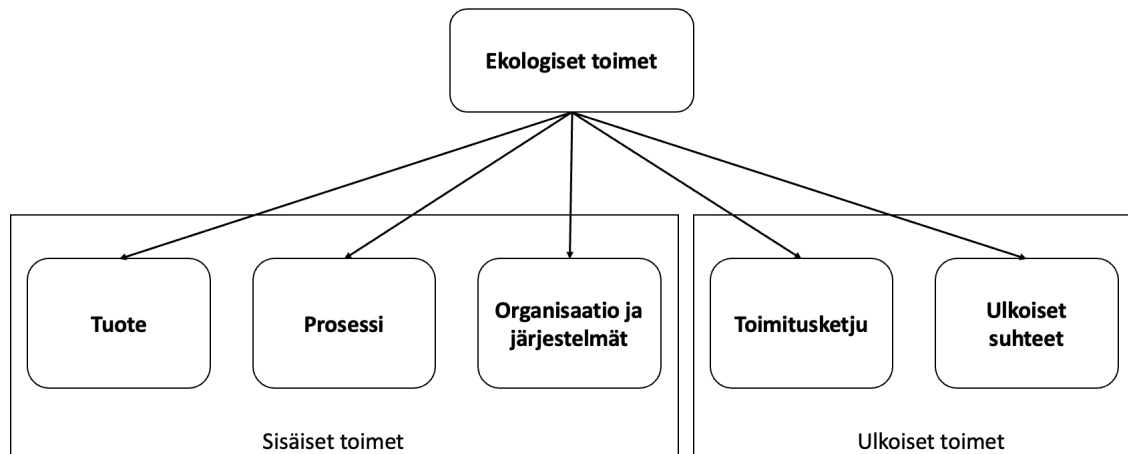 Ekologiset toimet
Tuote
Prosessi
Organisaatio ja
järjestelmät
Toimitusketju
Ulkoiset
suhteet
Sisäiset toimet
Ulkoiset toimet